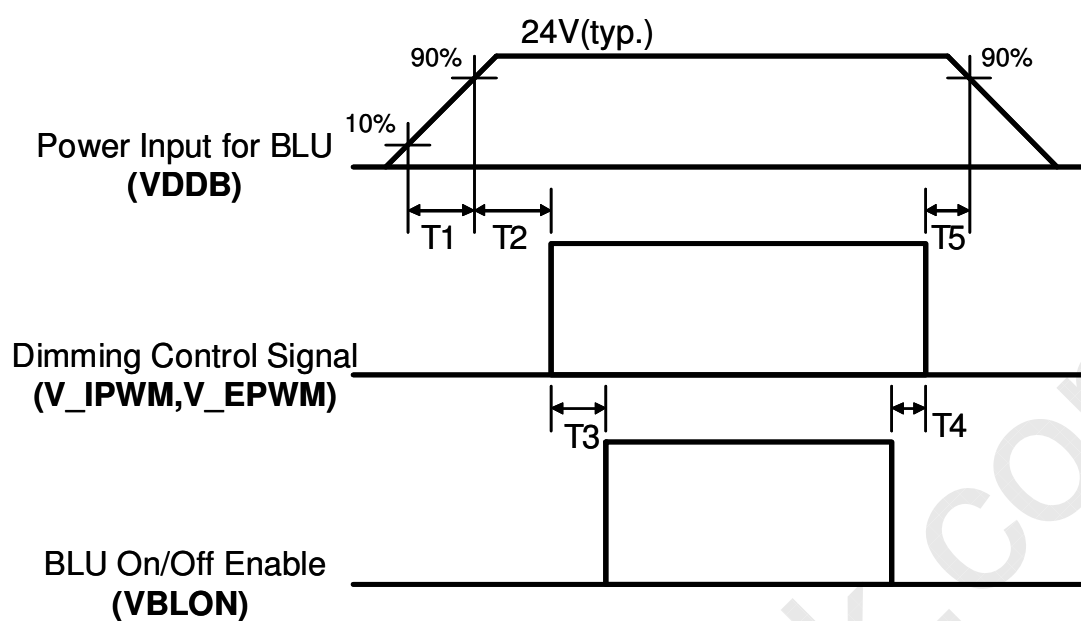 24V(typ.)
90%
90%
10%
Power Input for BLU
(VDDB)
T1
T2
T5
Dimming Control Signal
(V_IPWM,V_EPWM)
T3
T4
BLU On/Off Enable
(VBLON)